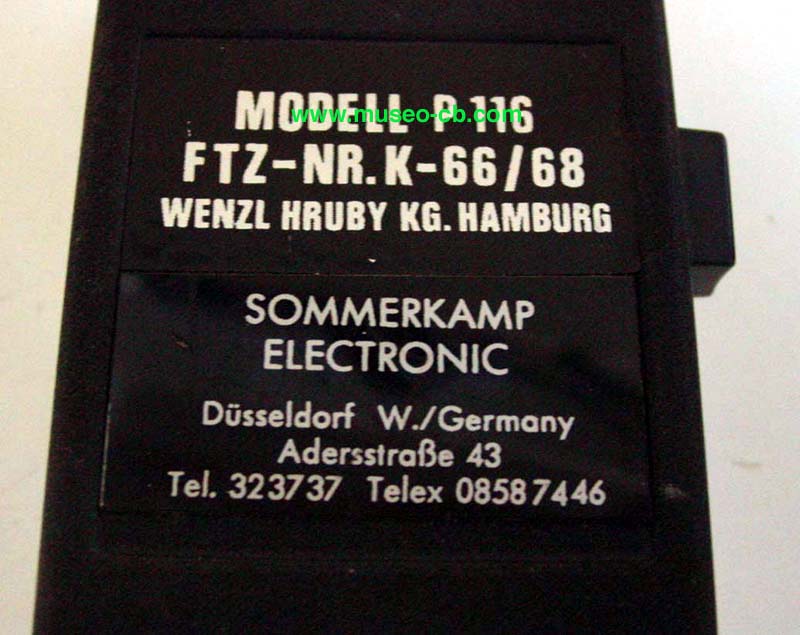 MODELL P 116
www.museo-cb.com
FTZ-NR. K-66/68
WENZL HRUBY KG. HAMBURG
SOMMERKAMP
ELECTRONIC
Düsseldorf W./Germany
Adersstraße 43
Tel. 323737 Telex 08587446